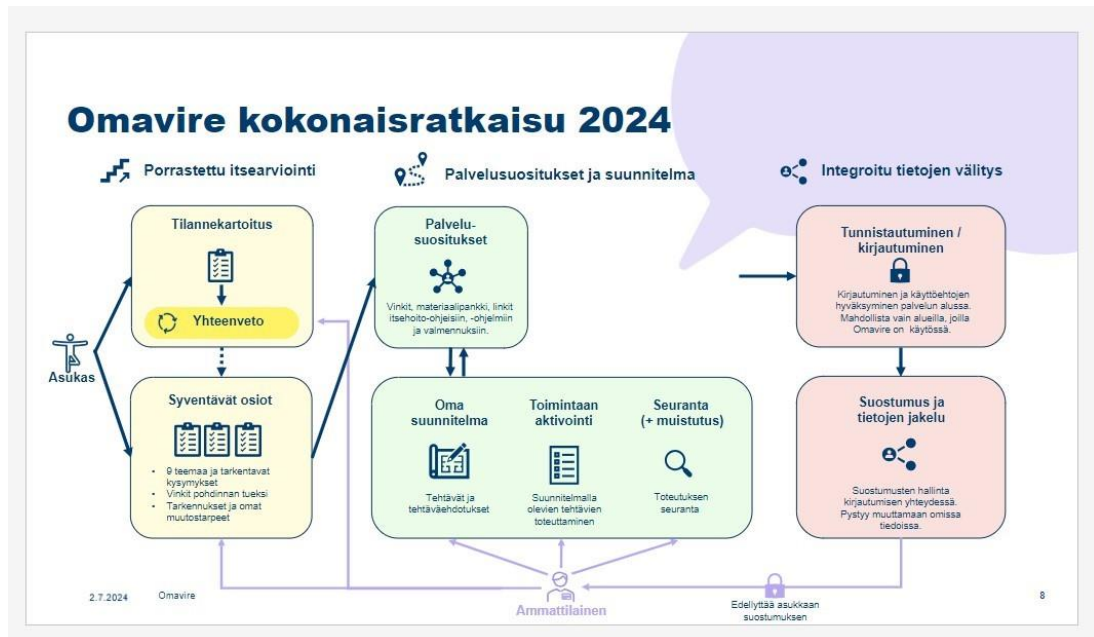 Omavire kokonaisratkaisu 2024
Porrastettu itsearviointi
Palvelusuositukset ja suunnitelma
Integroitu tietojen välitys
Tilannekartoitus
Yhteenveto
Asukas
Syventävät osiot
• 9 teemaa ja tarkentavat
kysymykset
• Vinkit pohdinnan tueksi
• Tarkennukset ja omat
muutostarpeet
Palvelu-
suositukset
Vinkit, materiaalipankki, linkit
itsehoito-ohjeisiin, -ohjelmiin
ja valmennuksiin.
Oma
suunnitelma
Tehtävät ja
tehtäväehdotukset
Toimintaan
aktivointi
Suunnitelmalla
olevien tehtävien
toteuttaminen
Seuranta
(+ muistutus)
Toteutuksen
seuranta
Tunnistautuminen /
kirjautuminen
Kirjautuminen ja käyttöehtojen
hyväksyminen palvelun alussa.
Mahdollista vain alueilla, joilla
Omavire on käytössä.
Suostumus ja
tietojen jakelu
Suostumusten hallinta
kirjautumisen yhteydessä.
Pystyy muuttamaan omissa
tiedoissa.
Ammattilainen
Edellyttää asukkaan
suostumuksen
2.7.2024
Omavire
8